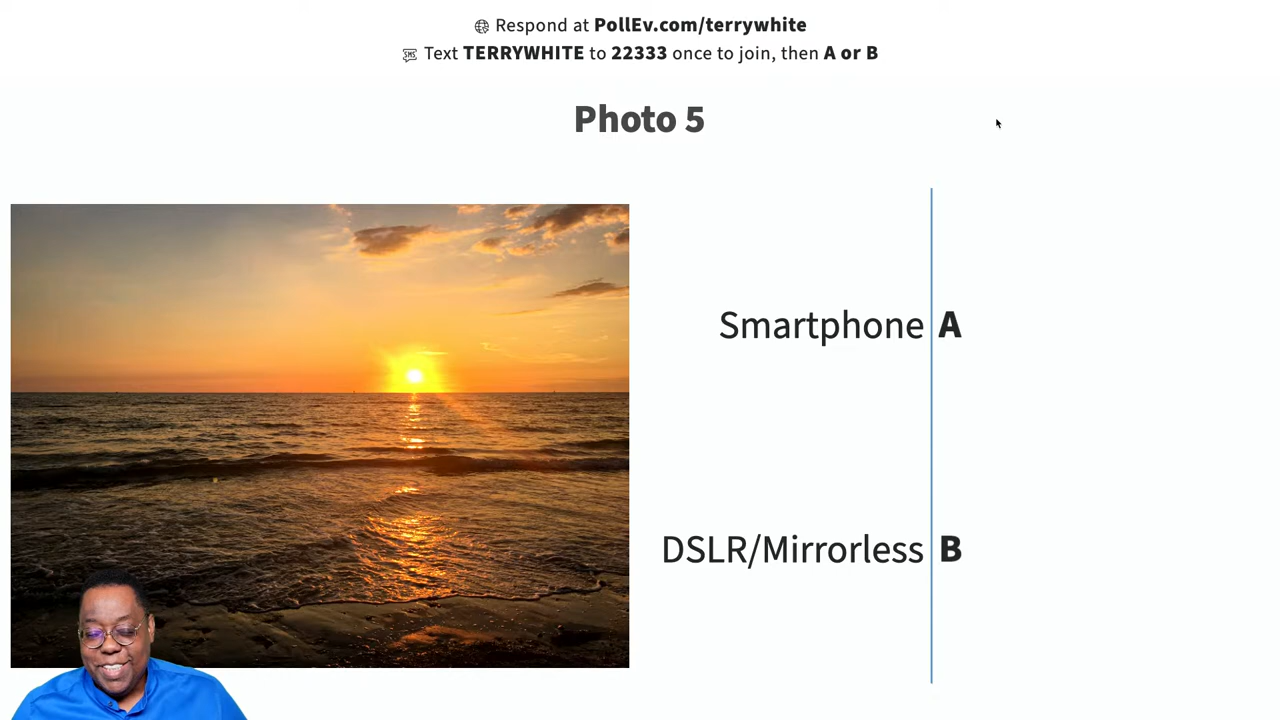 Respond at PollEv.com/terrywhite
Text TERRYWHITE to 22333 once to join, then A or B
Photo 5
Smartphone A
DSLR/Mirrorless B